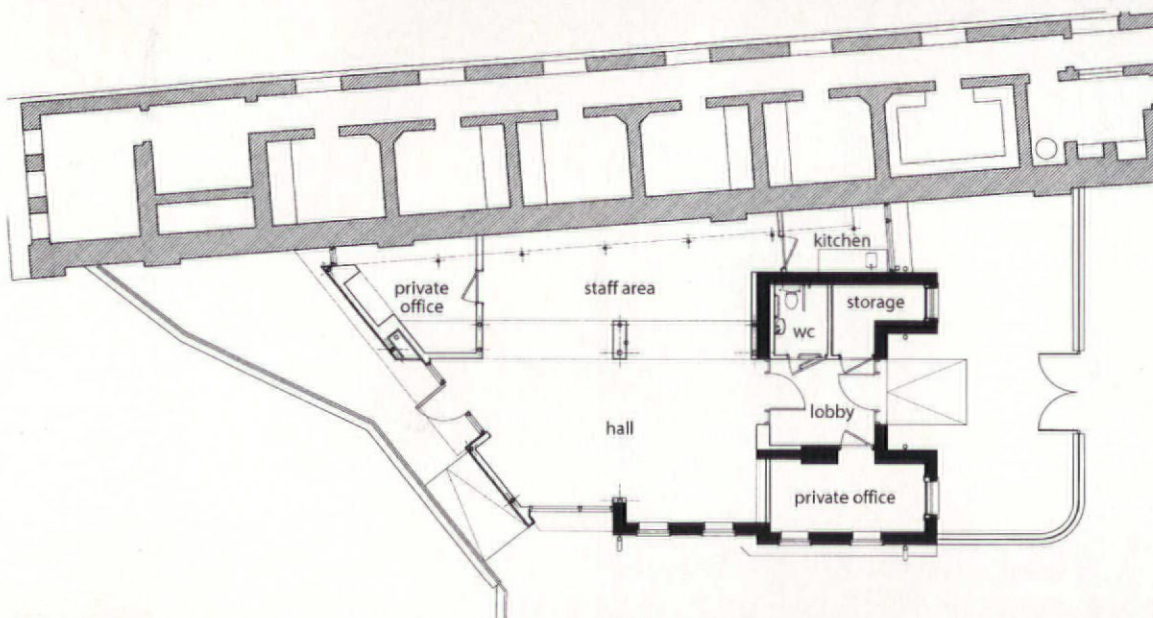 kitchen
private
office
staff area
storage
wc
lobby
hall
private office